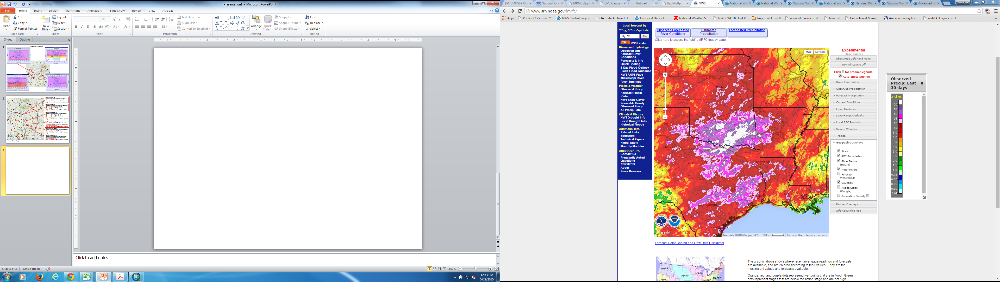 Presentation1 - Microsoft PowerPoint
File Home Insert Design Transitions Animations Slide Show Review View Acrobat
Paste
Cut
Copy
Format Painter
Clipboard
New Slide
Layout
Reset
Section
Slides
18
Font
Paragraph
Text Direction
Align Text
Convert to SmartArt
Arrange
Quick Styles
Shape Fill
Shape Outline
Shape Effects
Drawing
Find
Replace
Select
Editing
Slides Outline
1
Upstream Conditions
2
3
Click to add notes
Slide 3 of 3 "Office Theme" 107%
12:53 PM
5/29/2015
GOHSEP UO
National Oce
MRMS Appl
QVS Gauge
Untitled
ftp://tgftp.n
NWS
National We
National We
National We
National We
National We
National We
Advanced H
Suzanne
www.srh.noaa.gov/lmrfc/
Apps
Photos & Pictures Y...
NWS Central Region...
IA State Archived D...
Historical Data - Offi...
National Weather S...
NWS- WDTB Dual P...
Imported From IE
www.wfm.noaa.gov/...
New Tab
Gelco Travel Manag...
Are You Saving Too ...
webTA: com.t...
Local forecast by
"City, St" or Zip Code
City, St Go
XML RSS Feeds
Rivers and Hydrology
Observed and
Forecast River
Conditions
Forecasts & Info
Quick Briefing
5-Day Flood Outlook
Flash Flood Guidance
Nat'l AHPS Page
Mississippi River
River Summary
Precip & Weather
Observed Precip
Forecast Precip
Radar
Nat'l Snow Cover
Zoomable Hourly
Observed Precip
All Precip Data
Climate & History
Nat'l Drought Info
Local Drought Info
Historical Floods
Additional Info
Related Links
Education
Technical Papers
Flood Safety
Monthly Modules
About Our RFC
Contact Us
Frequently Asked
Questions
Newsletter
About
Press Releases
Observed/Forecasted
River Conditions
Estimated
Precipitation
Forecasted Precipitation
Click here to access the "old" LMRFC legacy page
Map Satellite
Google
Map data ©2015 Google, INEGI 100 km Terms of Use Report a map error
Forecast Color Coding and Flow Data Disclaimer
Experimental
(Take Survey)
Show/Hide Left Hand Menu
Turn All Layers Off
Click for product legends.
Auto-show legends
River Information
Observed Precipitation
Forecast Precipitation
Current Conditions
Flood Guidance
Long-Range Outlooks
Local RFC Products
Severe Weather
Tropical
Geographic Overlays
State
RFC Boundaries
River Basins
(HUC 4)
Major Rivers
Forecast
Watersheds
Counties
Roads/Cities
(Google)
Population Density
Partner Overlays
Info About this Map
Observed
Precip: Last
30 days
Inches
20
18
16
14
12
10
8.0
6.0
5.0
4.0
3.0
2.5
2.0
1.5
1.0
0.75
0.50
0.25
0.10
0.01
NWRFC
MBRFC
NCRFC
NERFC
MARFC
CNRFC
OHRFC
The graphic above shows where recent river gage readings and forecasts
are available, and are colored according to their values. They are the
most recent values and forecasts available.
Orange, red, and purple dots represent river points that are in flood. Green
dots represent stages that are below the action stage and are not high